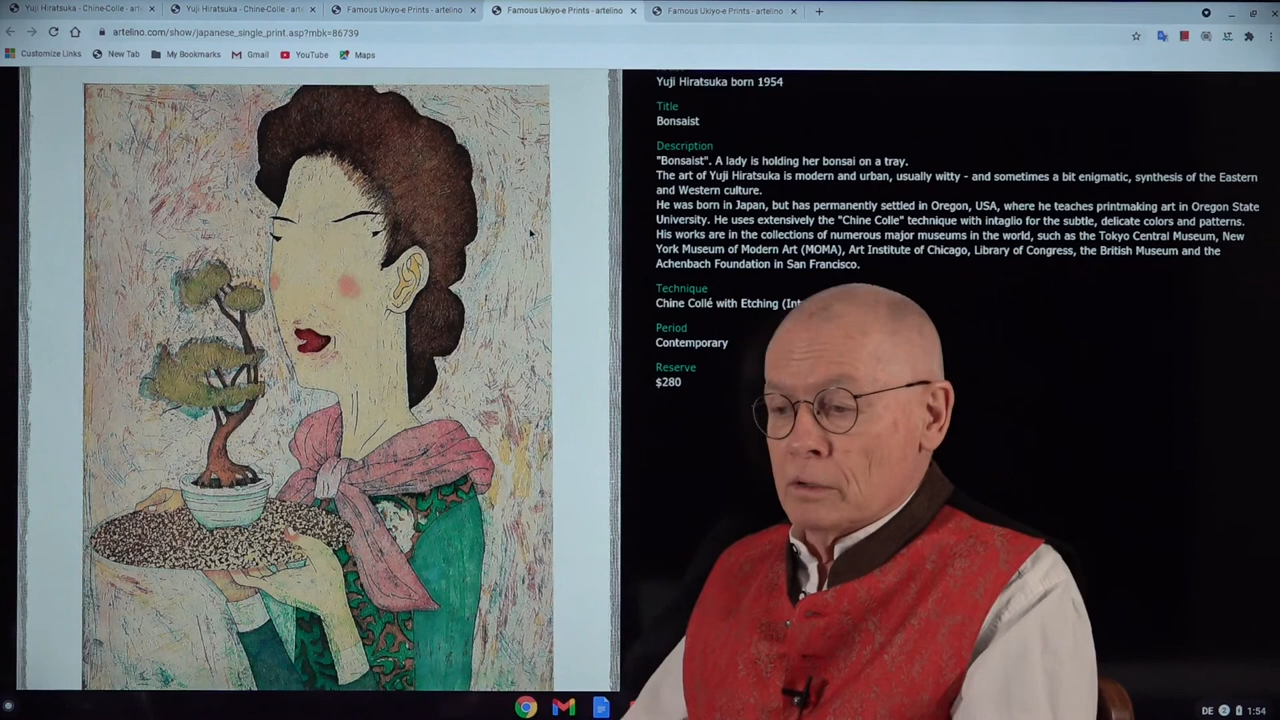 Yuji Hiratsuka - Chine-Colle - artelino
Yuji Hiratsuka - Chine-Colle - artelino
Famous Ukiyo-e Prints - artelino
Famous Ukiyo-e Prints - artelino
Famous Ukiyo-e Prints - artelino
artelino.com/show/japanese_single_print.asp?mbk=86739
Customize Links
New Tab
My Bookmarks
Gmail
YouTube
Maps
Yuji Hiratsuka born 1954
Title
Bonsaist
Description
"Bonsaist". A lady is holding her bonsai on a tray.
The art of Yuji Hiratsuka is modern and urban, usually witty - and sometimes a bit enigmatic, synthesis of the Eastern
and Western culture.
He was born in Japan, but has permanently settled in Oregon, USA, where he teaches printmaking art in Oregon State
University. He uses extensively the "Chine Colle" technique with intaglio for the subtle, delicate colors and patterns.
His works are in the collections of numerous major museums in the world, such as the Tokyo Central Museum, New
York Museum of Modern Art (MOMA), Art Institute of Chicago, Library of Congress, the British Museum and the
Achenbach Foundation in San Francisco.
Technique
Chine Collé with Etching (Int
Period
Contemporary
Reserve
$280
DE 2 1:54